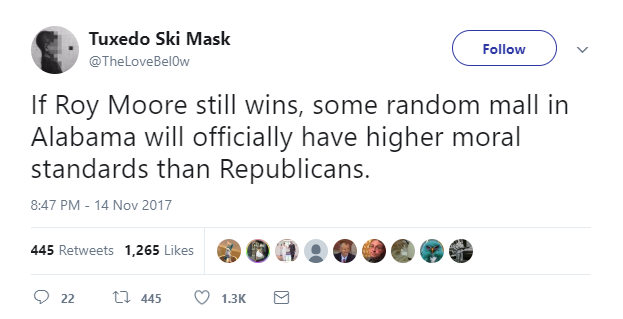 Tuxedo Ski Mask
@TheLoveBel0w
Follow
If Roy Moore still wins, some random mall in
Alabama will officially have higher moral
standards than Republicans.
8:47 PM - 14 Nov 2017
445 Retweets 1,265 Likes
22 445 1.3K